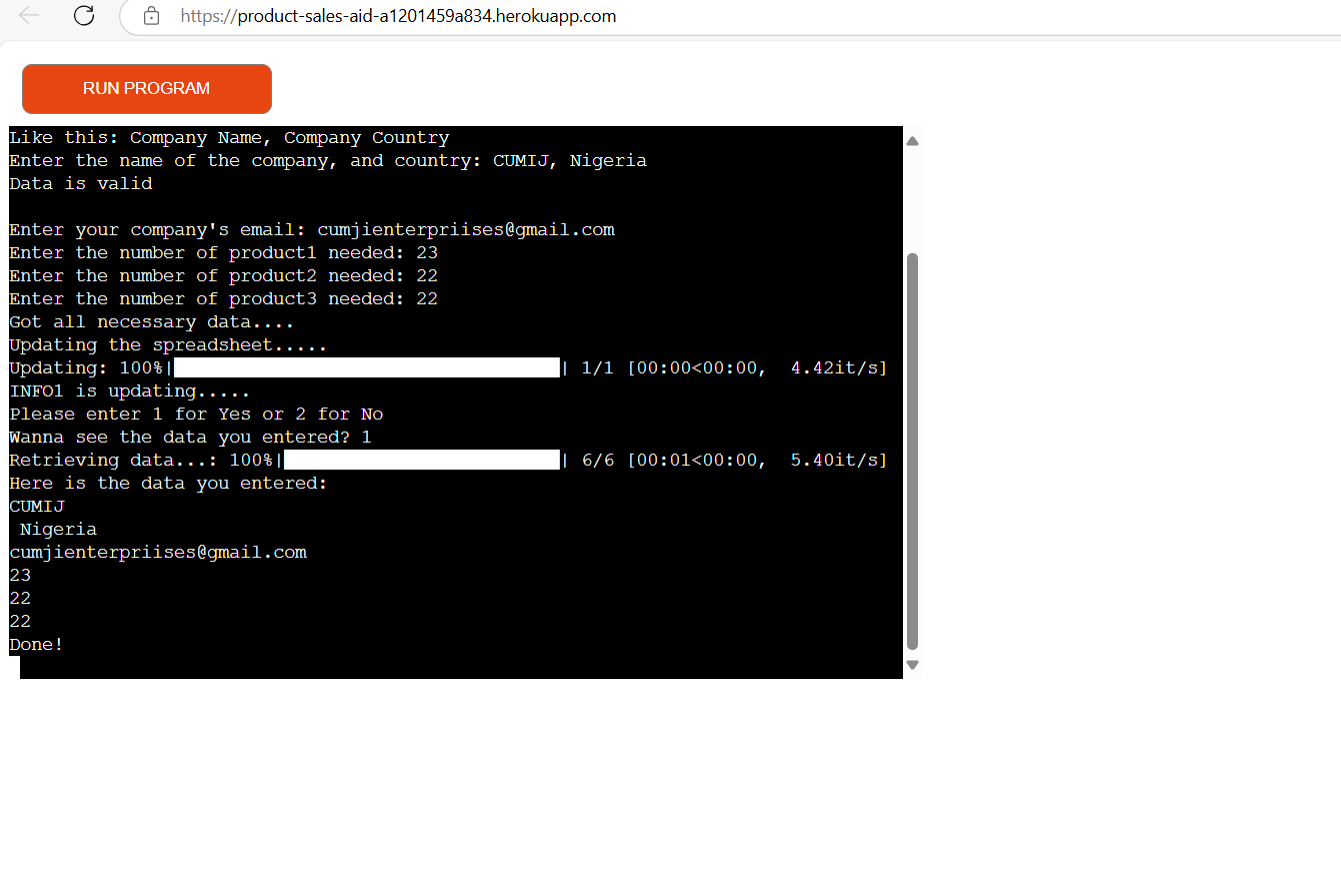 https://product-sales-aid-a1201459a834.herokuapp.com
RUN PROGRAM
Like this: Company Name, Company Country
Enter the name of the company, and country: CUMIJ, Nigeria
Data is valid
Enter your company's email: cumjienterpriises@gmail.com
Enter the number of product1 needed: 23
Enter the number of product2 needed: 22
Enter the number of product3 needed: 22
Got all necessary data....
Updating the spreadsheet.....
Updating: 100%| | 1/1 [00:00<00:00,  4.42it/s]
INFO1 is updating.....
Please enter 1 for Yes or 2 for No
Wanna see the data you entered? 1
Retrieving data...: 100%| | 6/6 [00:01<00:00,  5.40it/s]
Here is the data you entered:
CUMIJ
 Nigeria
cumjienterpriises@gmail.com
23
22
22
Done!